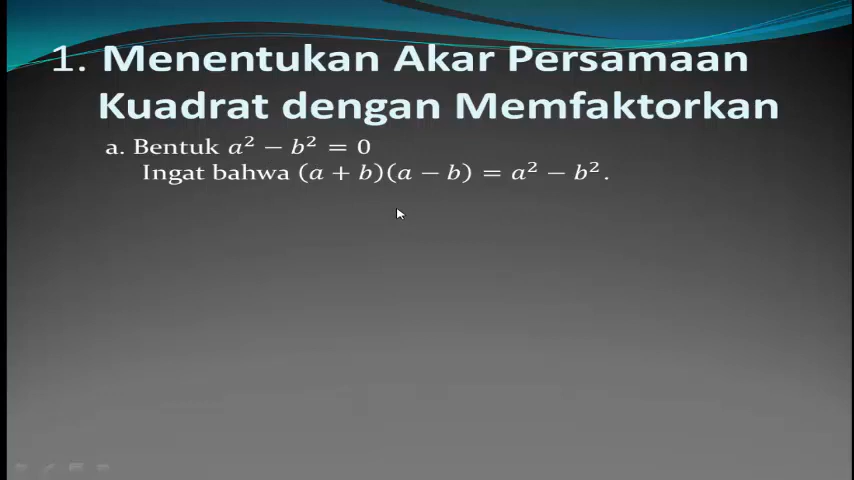 1. Menentukan Akar Persamaan
Kuadrat dengan Memfaktorkan
a. Bentuk a² − b² = 0
Ingat bahwa (a + b)(a − b) = a² − b².